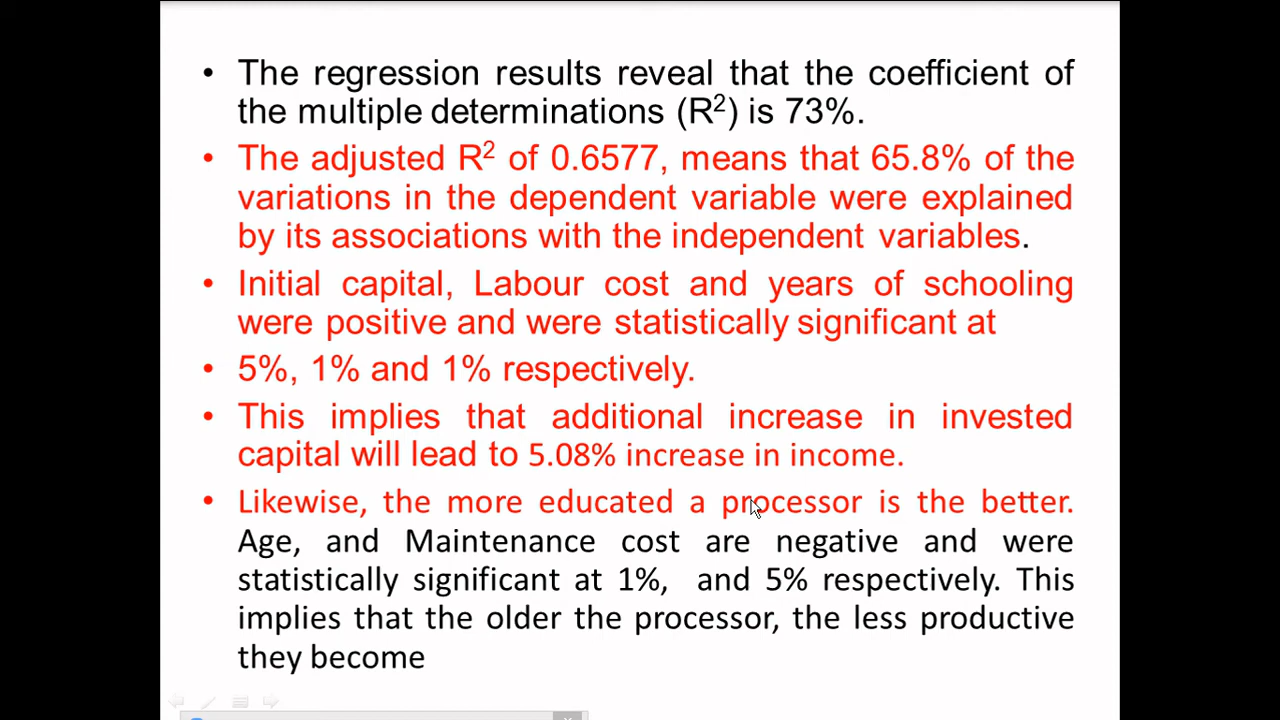 • The regression results reveal that the coefficient of
the multiple determinations (R²) is 73%.
• The adjusted R² of 0.6577, means that 65.8% of the
variations in the dependent variable were explained
by its associations with the independent variables.
• Initial capital, Labour cost and years of schooling
were positive and were statistically significant at
• 5%, 1% and 1% respectively.
• This implies that additional increase in invested
capital will lead to 5.08% increase in income.
• Likewise, the more educated a processor is the better.
Age, and Maintenance cost are negative and were
statistically significant at 1%, and 5% respectively. This
implies that the older the processor, the less productive
they become